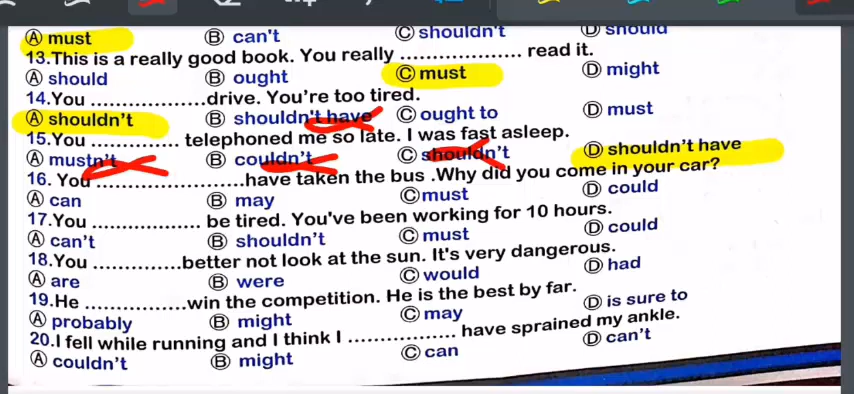 Ⓐ must Ⓑ can't Ⓒ shouldn't Ⓓ should
13.This is a really good book. You really ................... read it.
Ⓐ should Ⓑ ought Ⓒ must Ⓓ might
14.You ...................drive. You're too tired.
Ⓐ shouldn't Ⓑ shouldn't have Ⓒ ought to Ⓓ must
15.You .............. telephoned me so late. I was fast asleep.
Ⓐ mustn't Ⓑ couldn't Ⓒ shouldn't Ⓓ shouldn't have
16. You ........................have taken the bus .Why did you come in your car?
Ⓐ can Ⓑ may Ⓒ must Ⓓ could
17.You .................. be tired. You've been working for 10 hours.
Ⓐ can't Ⓑ shouldn't Ⓒ must Ⓓ could
18.You ..............better not look at the sun. It's very dangerous.
Ⓐ are Ⓑ were Ⓒ would Ⓓ had
19.He ................win the competition. He is the best by far.
Ⓐ probably Ⓑ might Ⓒ may Ⓓ is sure to
20.I fell while running and I think I ................. have sprained my ankle.
Ⓐ couldn't Ⓑ might Ⓒ can Ⓓ can't